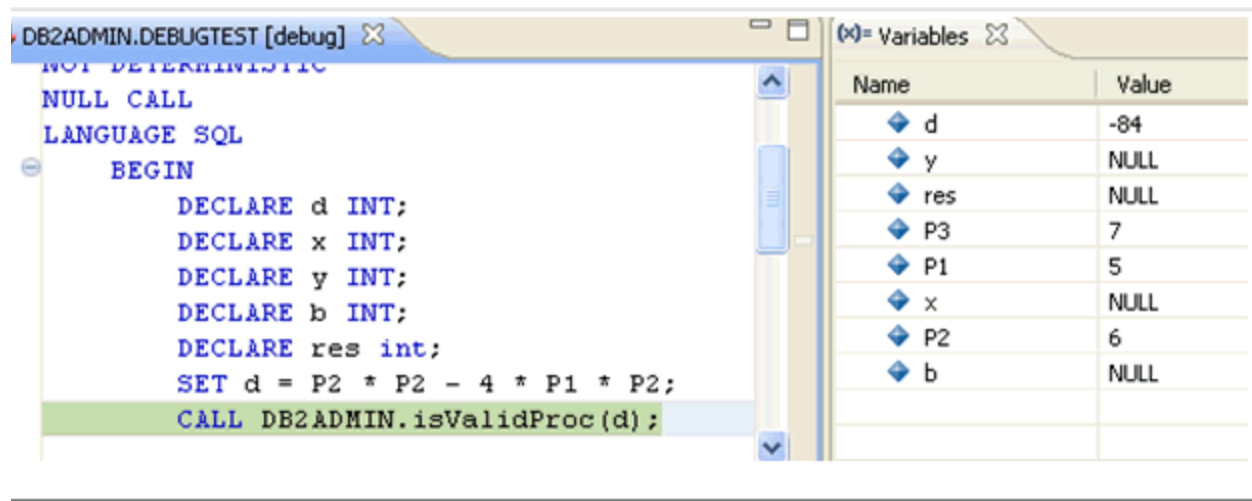 DB2ADMIN.DEBUGTEST [debug]
NOT DETERMINISTIC
NULL CALL
LANGUAGE SQL
BEGIN
DECLARE d INT;
DECLARE x INT;
DECLARE y INT;
DECLARE b INT;
DECLARE res int;
SET d = P2 * P2 - 4 * P1 * P2;
CALL DB2ADMIN.isValidProc(d);
(x)= Variables
Name Value
d -84
y NULL
res NULL
P3 7
P1 5
x NULL
P2 6
b NULL